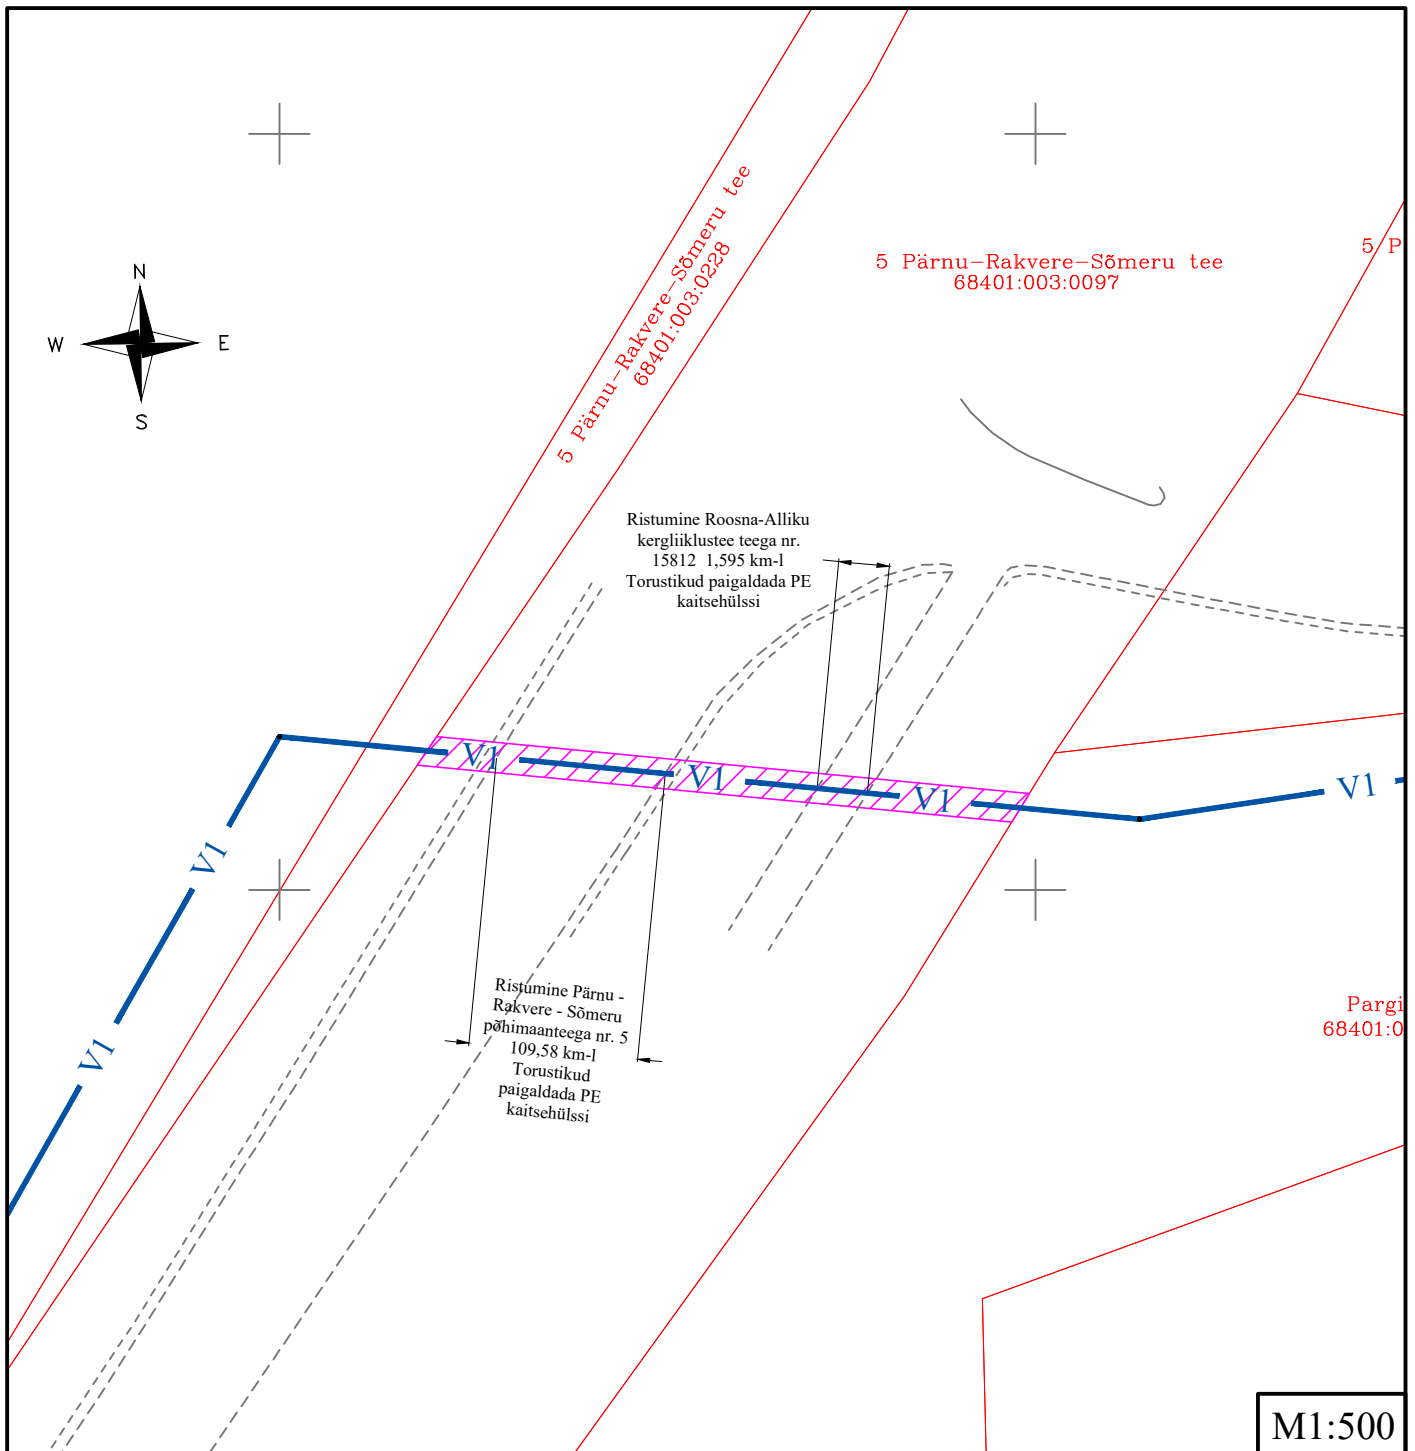 5 Pärnu-Rakvere-Sõmeru tee
68401:003:0228
5 Pärnu-Rakvere-Sõmeru tee
68401:003:0097
5 P
N
W
E
S
Ristumine Roosna-Alliku
kergliiklustee teega nr.
15812 1,595 km-l
Torustikud paigaldada PE
kaitsehülssi
V1
V1
V1
V1
V1
V1
Ristumine Pärnu -
Rakvere - Sõmeru
põhimaanteega nr. 5
109,58 km-l
Torustikud
paigaldada PE
kaitsehülssi
Pargi
68401:0
M1:500